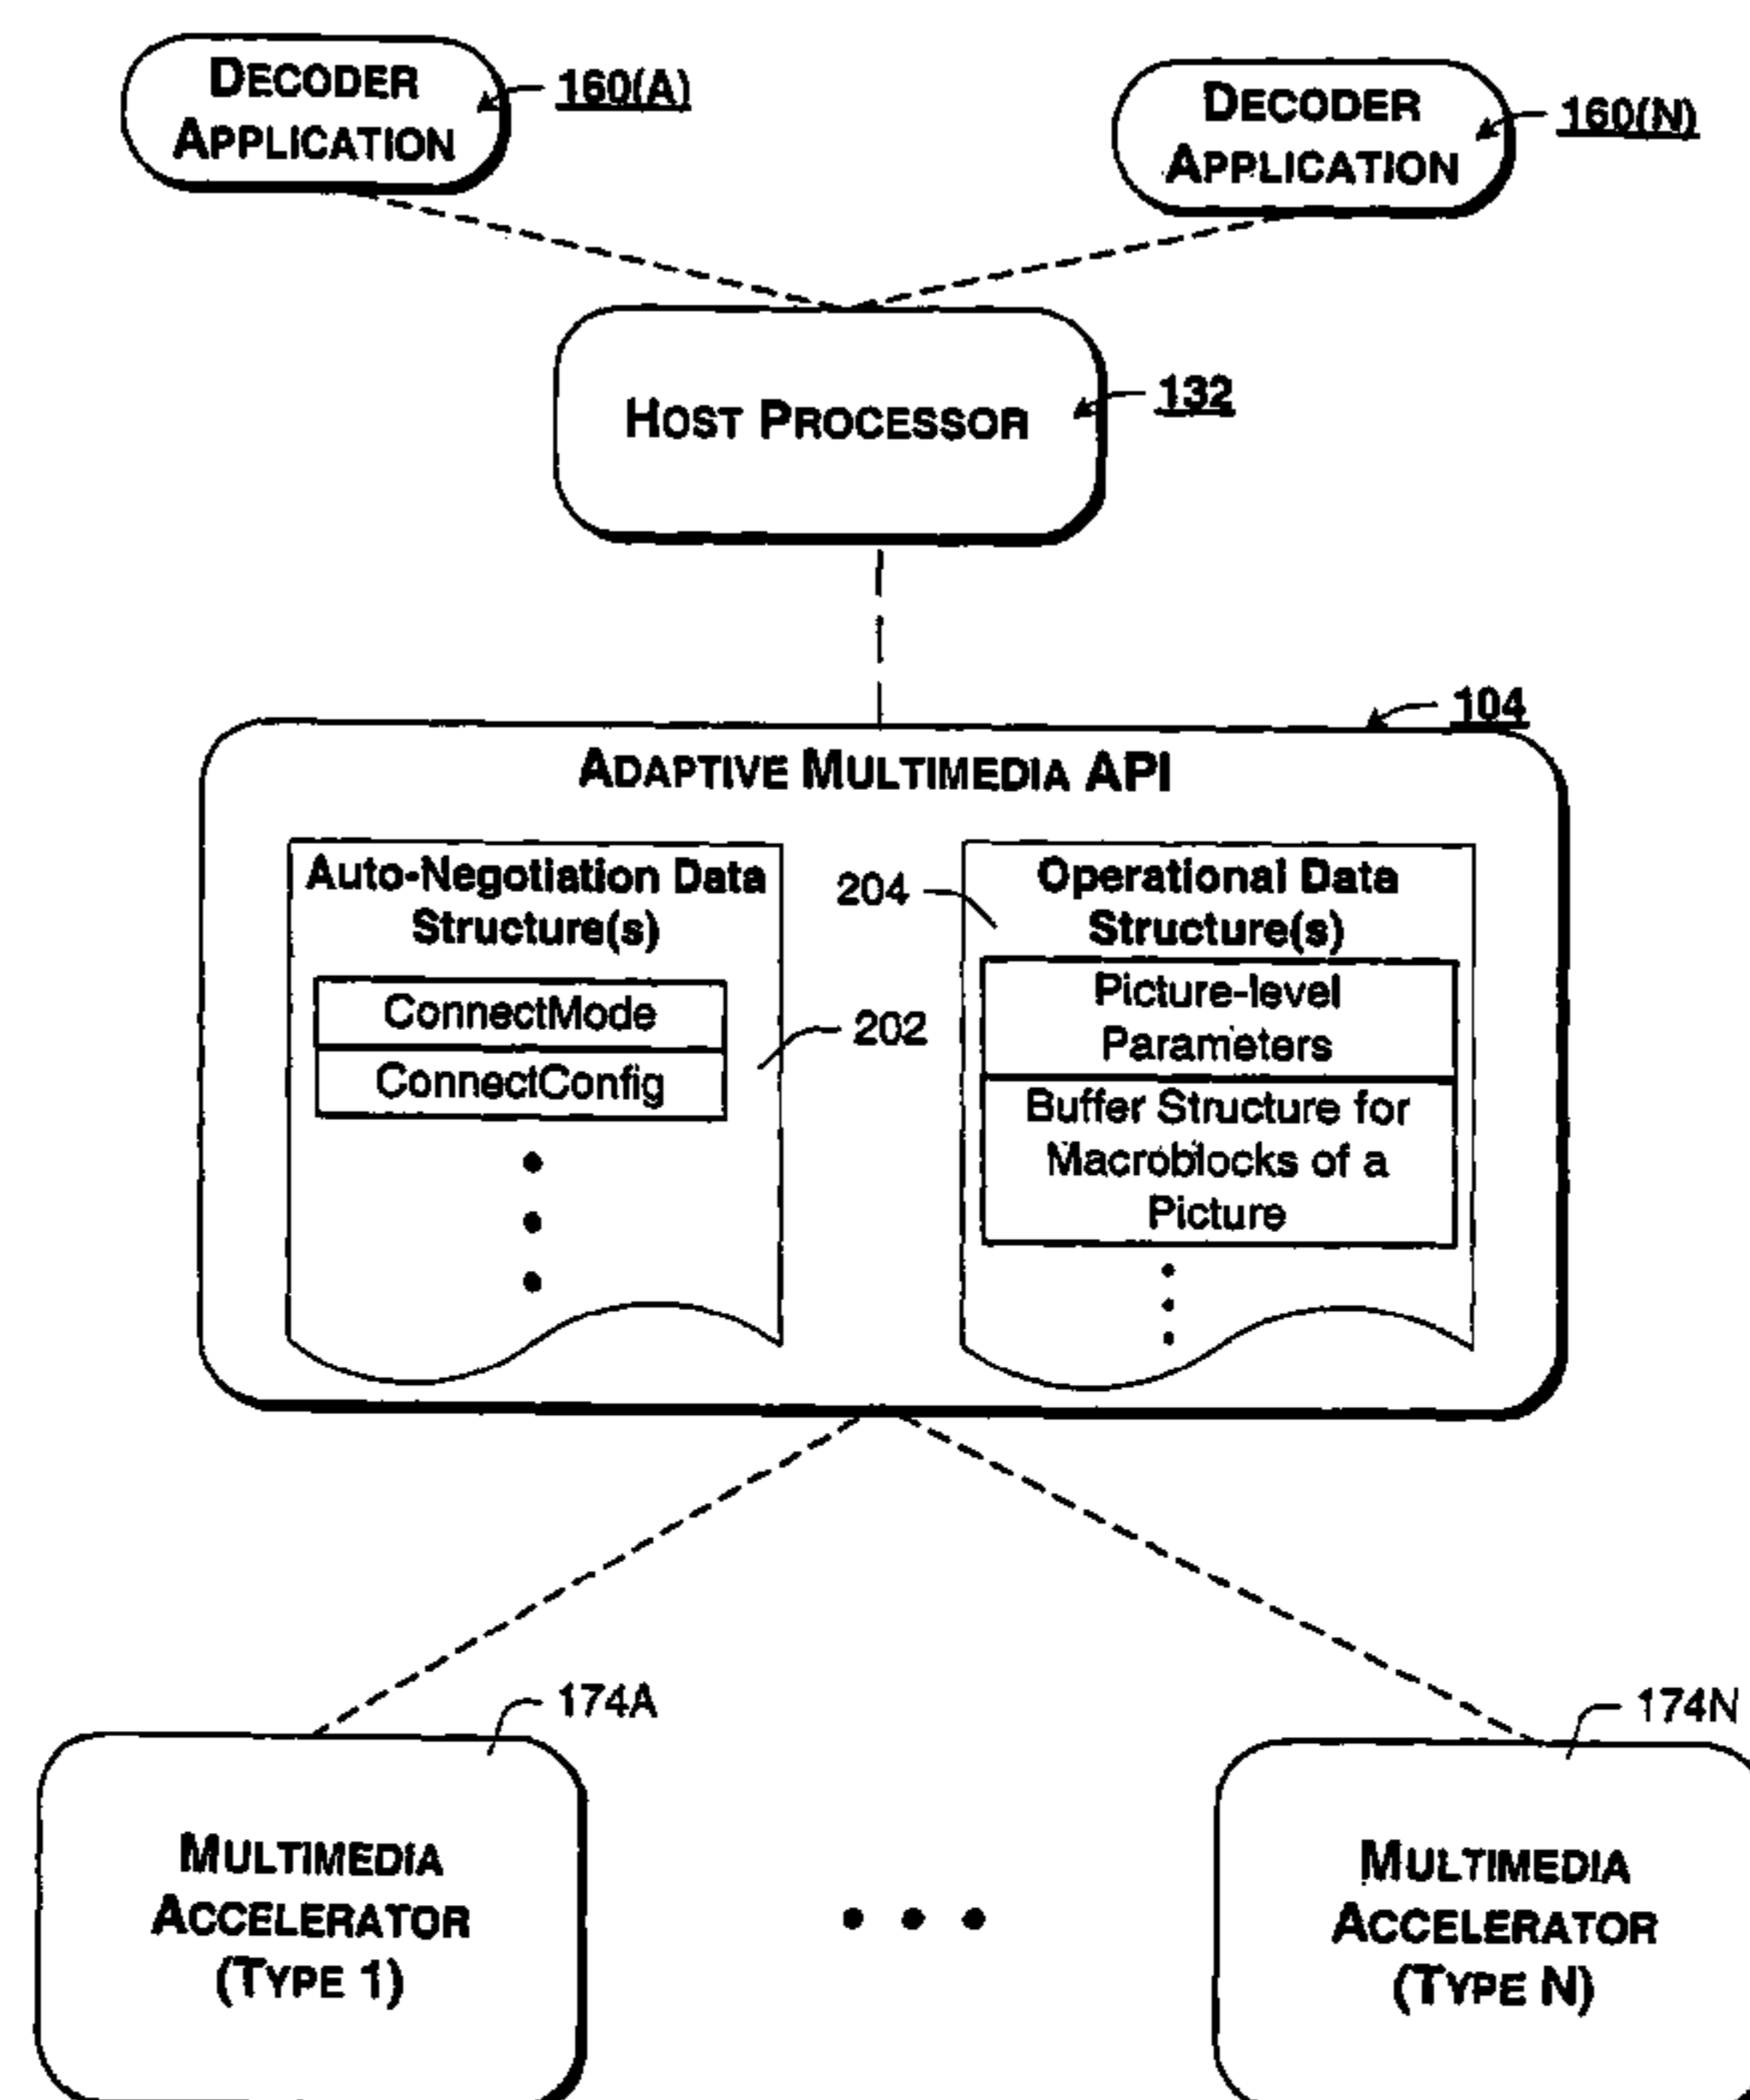 DECODER
APPLICATION
160(A)
DECODER
APPLICATION
160(N)
HOST PROCESSOR
132
104
ADAPTIVE MULTIMEDIA API
Auto-Negotiation Data
Structure(s)
ConnectMode
ConnectConfig
202
204
Operational Data
Structure(s)
Picture-level
Parameters
Buffer Structure for
Macroblocks of a
Picture
174A
MULTIMEDIA
ACCELERATOR
(TYPE 1)
174N
MULTIMEDIA
ACCELERATOR
(TYPE N)